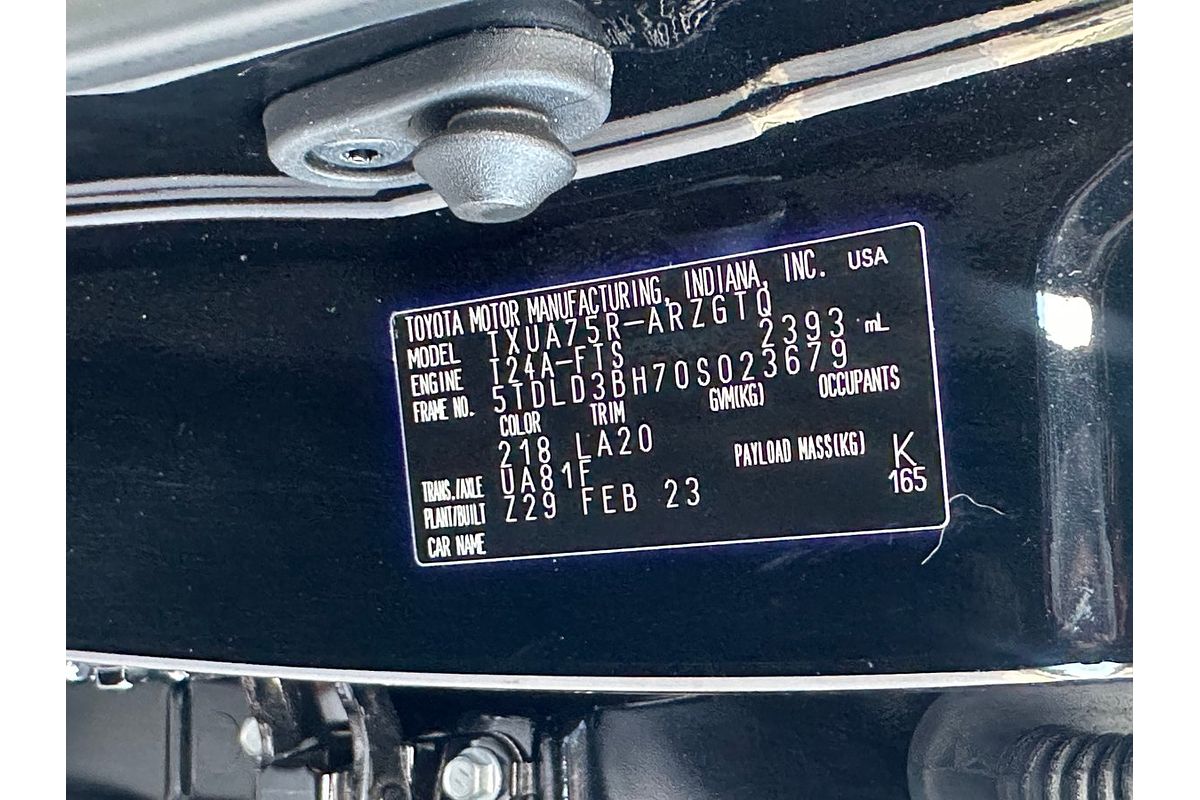 TOYOTA MOTOR MANUFACTURING, INDIANA, INC. USA
MODEL TXUA75R-ARZGTQ
ENGINE T24A-FTS 2393 mL
FRAME NO. 5TDLD3BH70S023679
COLOR TRIM GVM(KG) OCCUPANTS
218 LA20
TRANS./AXLE UA81F PAYLOAD MASS(KG) K
PLANT/BUILT Z29 FEB 23 165
CAR NAME